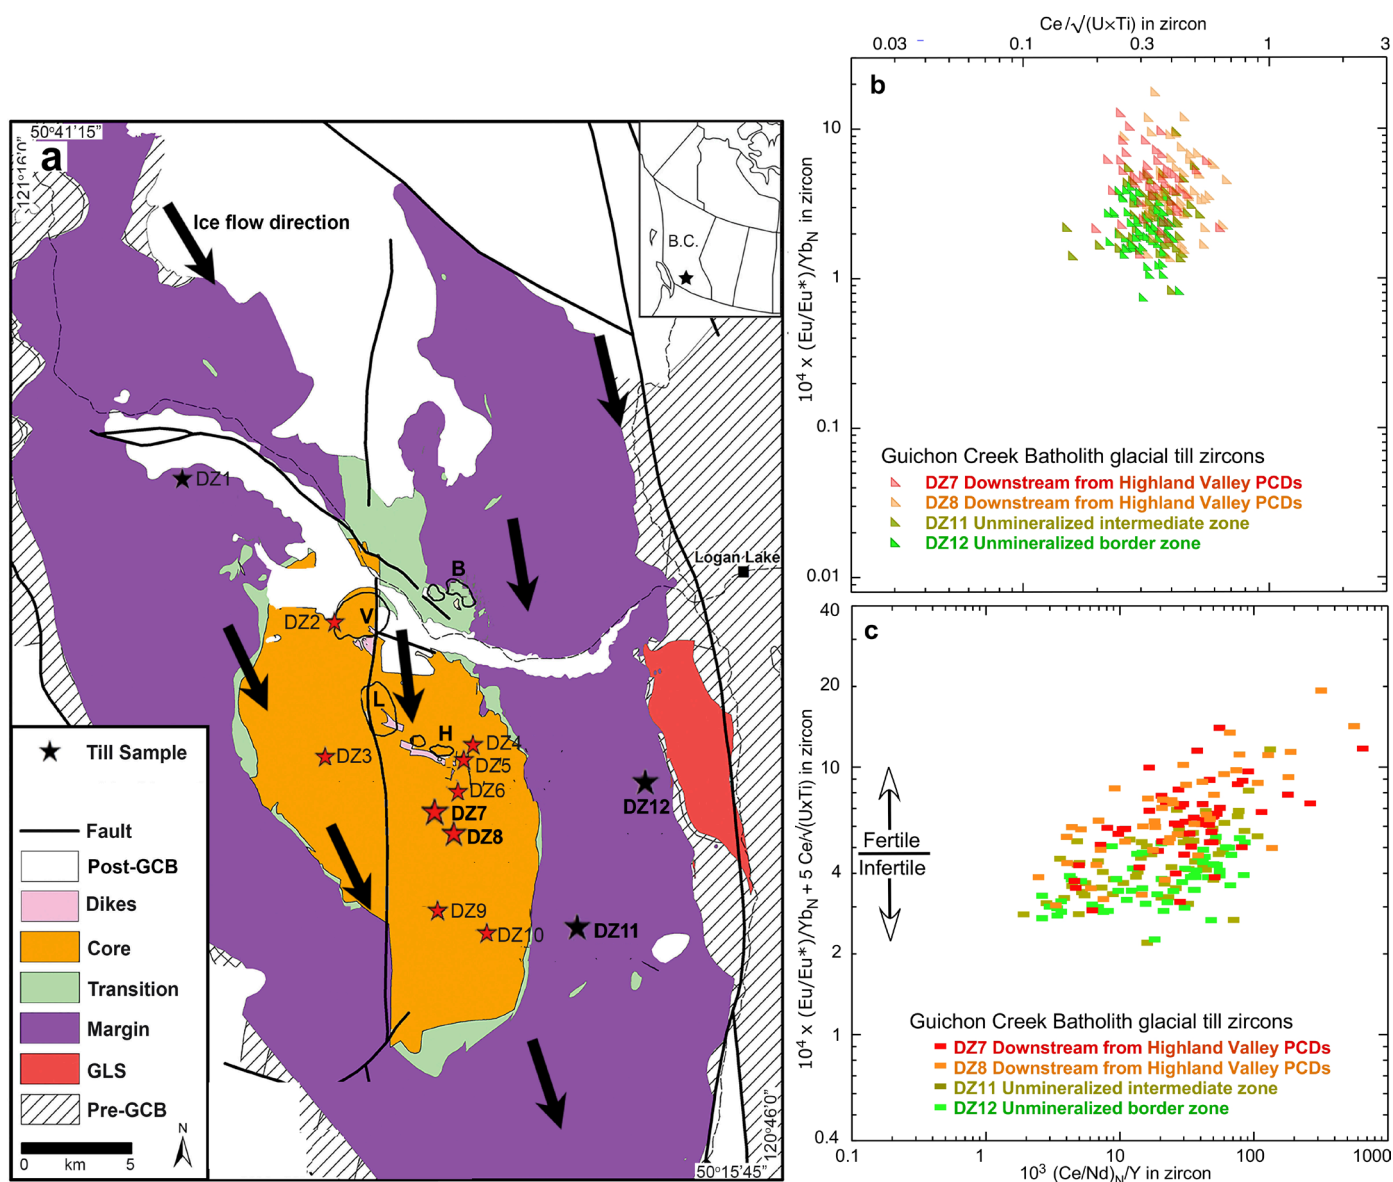 50°41'15"
121°16'0"
a
Ice flow direction
B.C.
DZ1
Logan Lake
B
DZ2
V
L
H
DZ4
DZ3
DZ5
DZ6
DZ7
DZ12
DZ8
DZ9
DZ10
DZ11
Till Sample
Fault
Post-GCB
Dikes
Core
Transition
Margin
GLS
Pre-GCB
N
0 km 5
120°46'0"
50°15'45"
Ce/√(U×Ti) in zircon
0.03 0.1 0.3 1 3
b
10
1
0.1
0.01
10⁴ x (Eu/Eu*)/Yb_N in zircon
Guichon Creek Batholith glacial till zircons
DZ7 Downstream from Highland Valley PCDs
DZ8 Downstream from Highland Valley PCDs
DZ11 Unmineralized intermediate zone
DZ12 Unmineralized border zone
c
40
20
10
4
2
1
0.4
10⁴ x (Eu/Eu*)/Yb_N + 5 Ce/√(UxTi) in zircon
Fertile
Infertile
Guichon Creek Batholith glacial till zircons
DZ7 Downstream from Highland Valley PCDs
DZ8 Downstream from Highland Valley PCDs
DZ11 Unmineralized intermediate zone
DZ12 Unmineralized border zone
0.1 1 10 100 1000
10³ (Ce/Nd)_N/Y in zircon